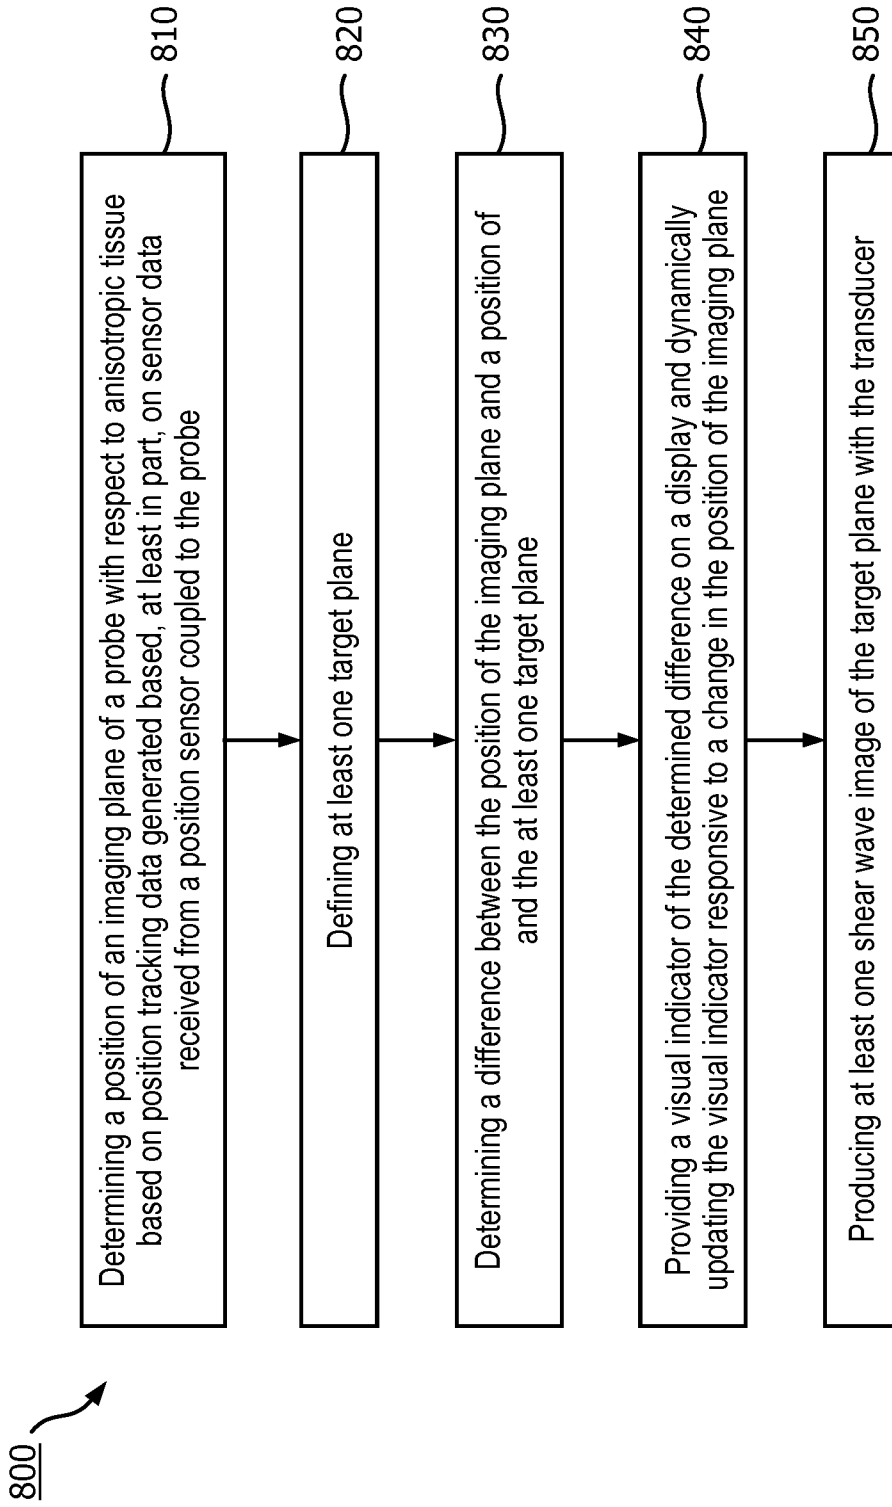 800
Determining a position of an imaging plane of a probe with respect to anisotropic tissue
based on position tracking data generated based, at least in part, on sensor data
received from a position sensor coupled to the probe
810
Defining at least one target plane
820
Determining a difference between the position of the imaging plane and a position of
and the at least one target plane
830
Providing a visual indicator of the determined difference on a display and dynamically
updating the visual indicator responsive to a change in the position of the imaging plane
840
Producing at least one shear wave image of the target plane with the transducer
850